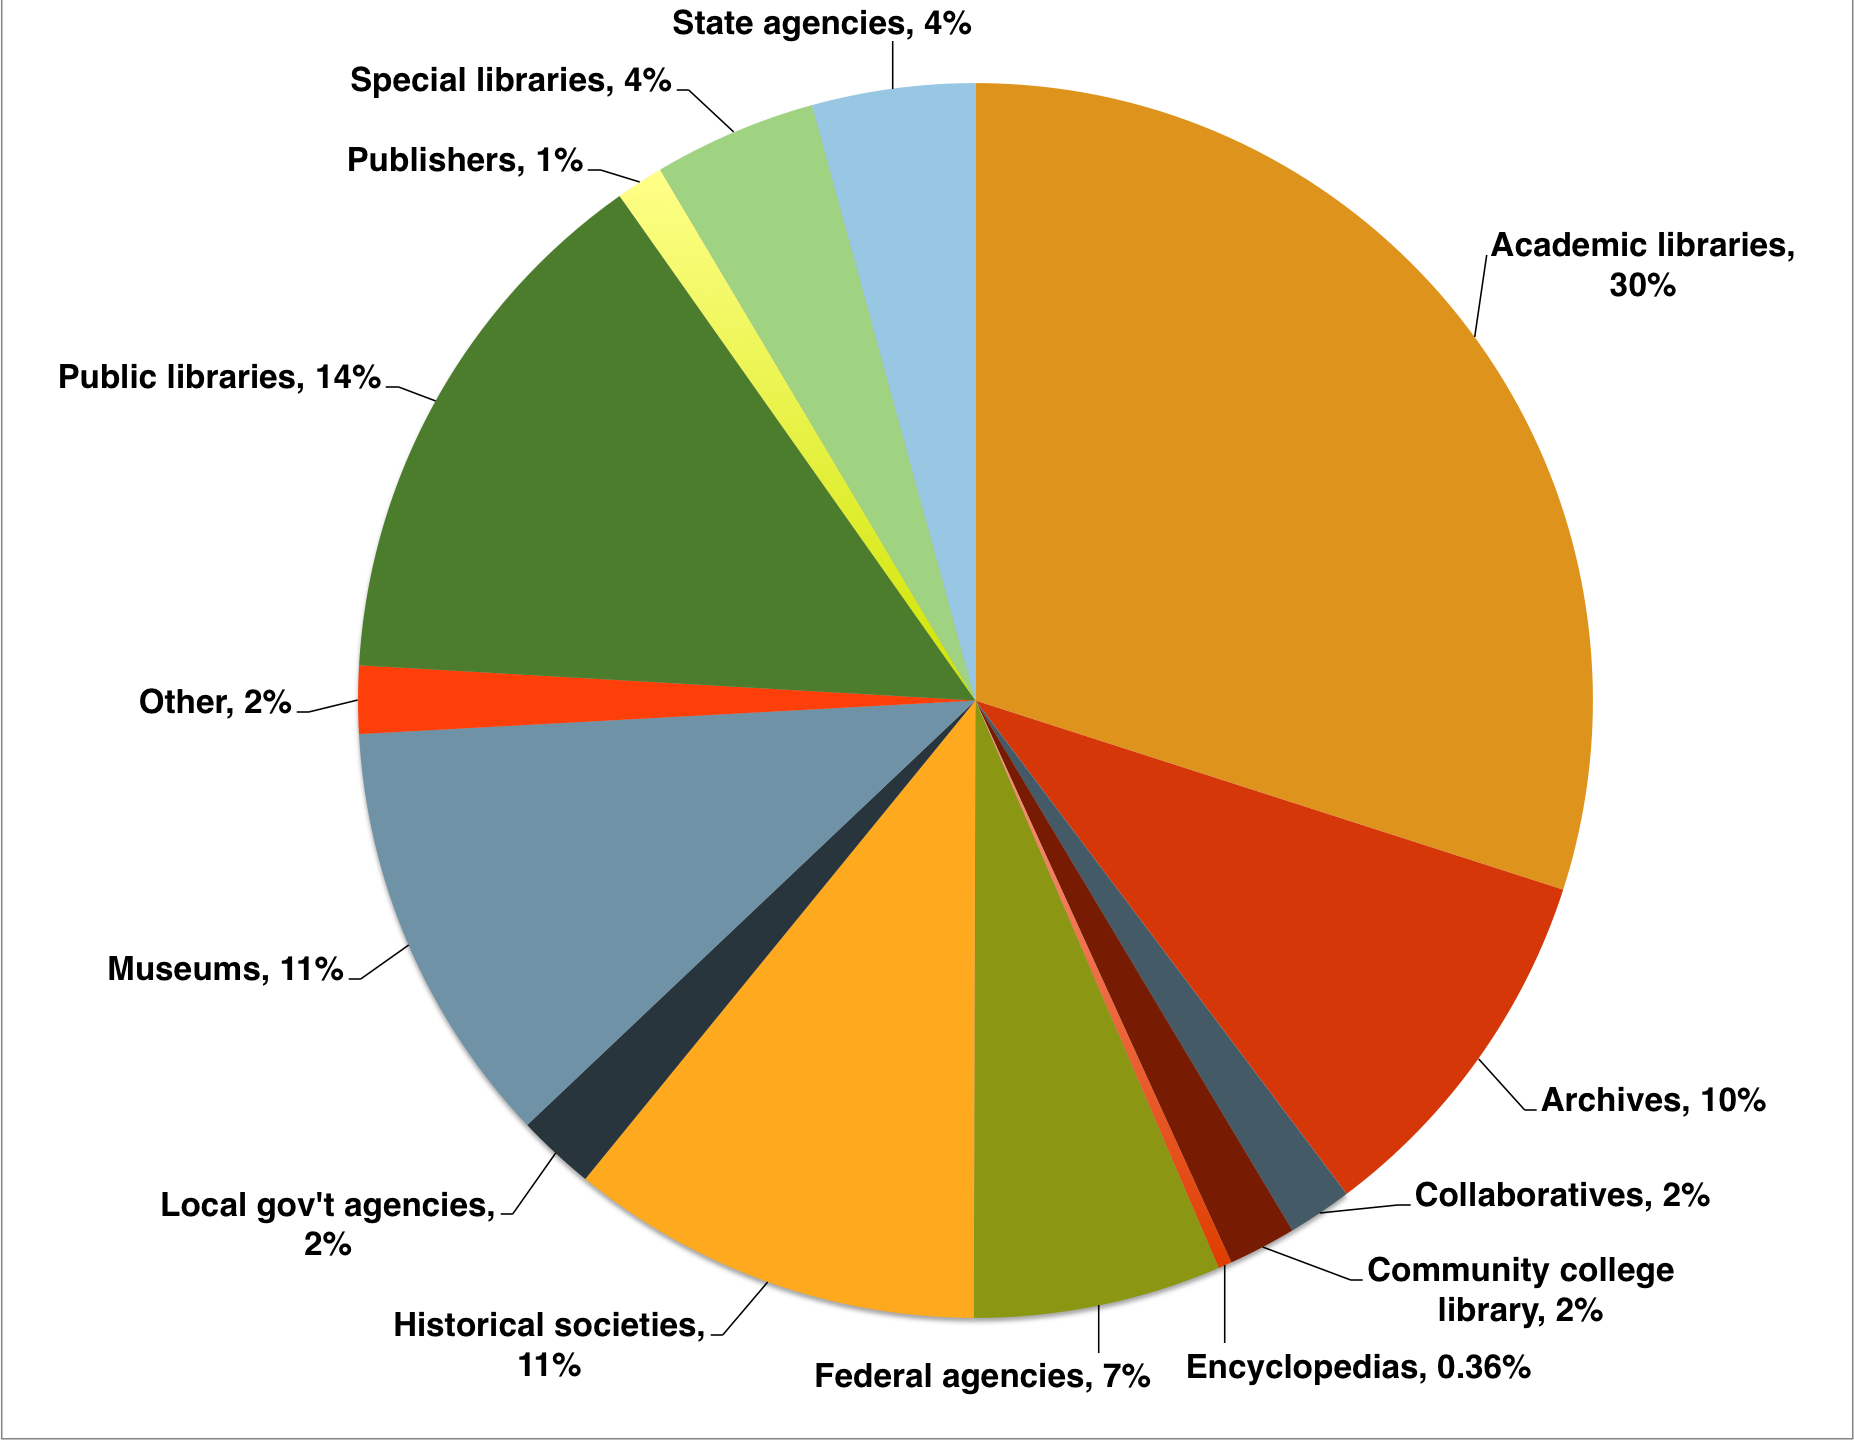 State agencies, 4%
Special libraries, 4%
Publishers, 1%
Academic libraries,
30%
Public libraries, 14%
Other, 2%
Museums, 11%
Archives, 10%
Collaboratives, 2%
Local gov't agencies,
2%
Community college
library, 2%
Historical societies,
11%
Federal agencies, 7%
Encyclopedias, 0.36%